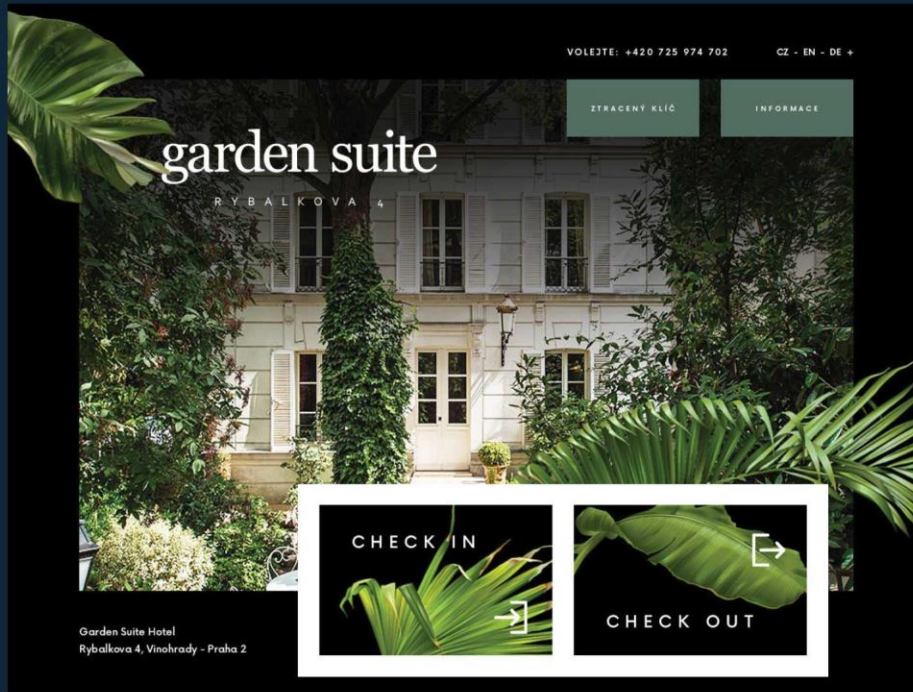 VOLEJTE: +420 725 974 702
CZ - EN - DE +
ZTRACENÝ KLÍČ
INFORMACE
garden suite
RYBALKOVA 4
CHECK IN
CHECK OUT
Garden Suite Hotel
Rybalkova 4, Vinohrady - Praha 2